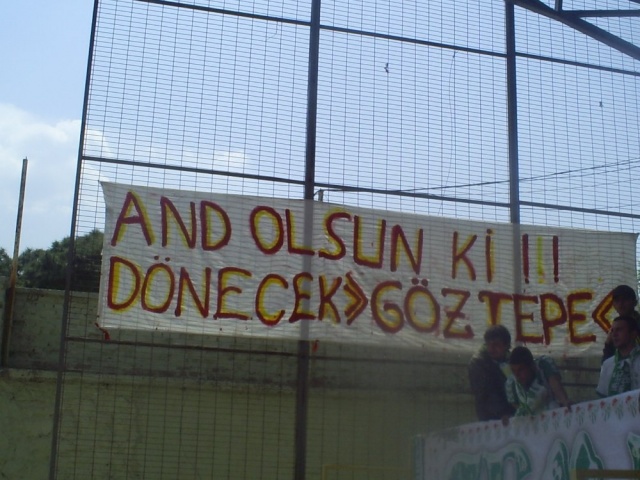 AND OLSUN Kİ !!!
DÖNECEK>>GÖZTEPE<